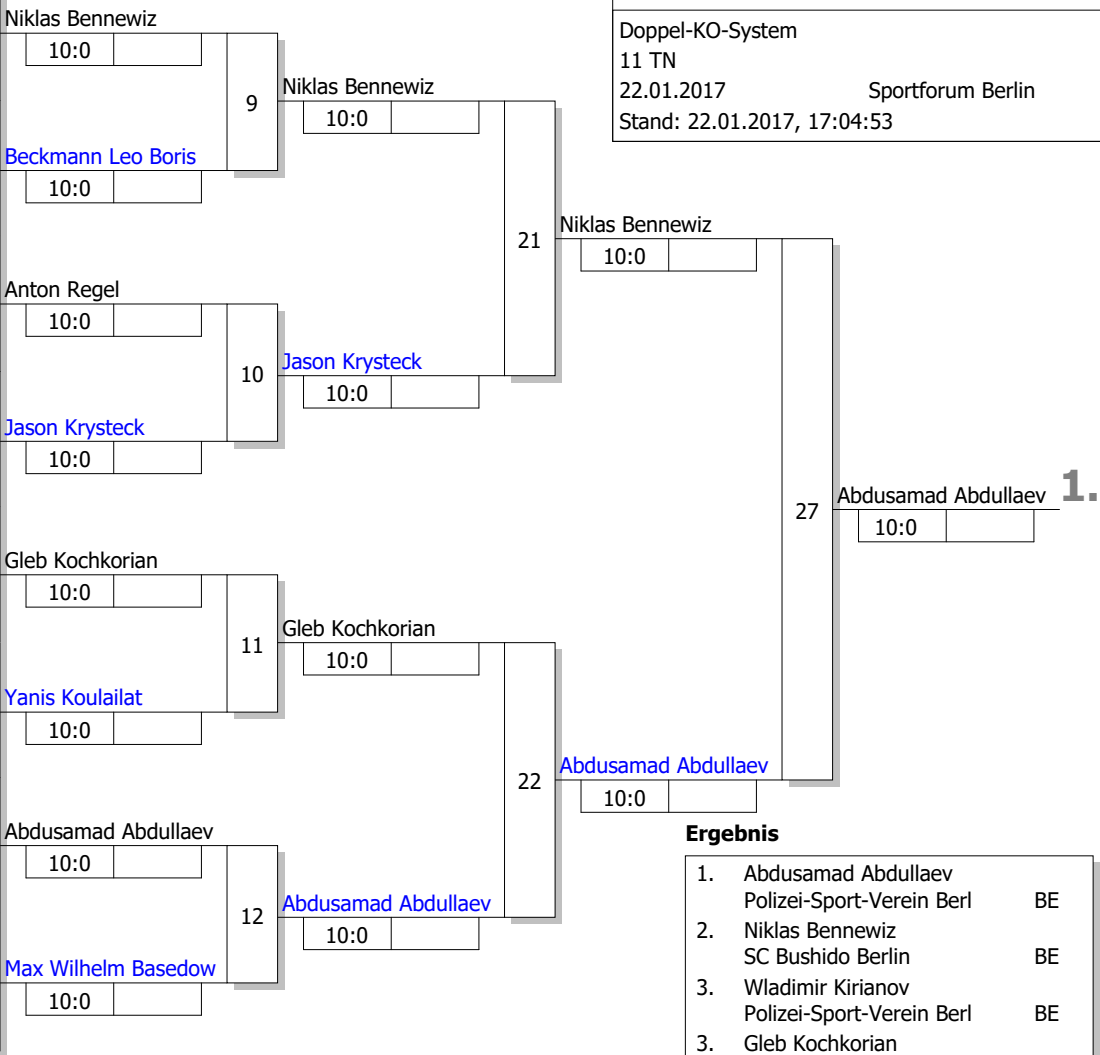 Doppel-KO-System
11 TN
22.01.2017 Sportforum Berlin
Stand: 22.01.2017, 17:04:53
Niklas Bennewiz
10:0
9
Beckmann Leo Boris
10:0
Niklas Bennewiz
10:0
21
Anton Regel
10:0
10
Jason Krysteck
10:0
Jason Krysteck
10:0
Niklas Bennewiz
10:0
27
Abdusamad Abdullaev 1.
10:0
Gleb Kochkorian
10:0
11
Yanis Koulailat
10:0
Gleb Kochkorian
10:0
22
Abdusamad Abdullaev
10:0
12
Max Wilhelm Basedow
10:0
Abdusamad Abdullaev
10:0
Abdusamad Abdullaev
10:0
Ergebnis
1. Abdusamad Abdullaev
Polizei-Sport-Verein Berl BE
2. Niklas Bennewiz
SC Bushido Berlin BE
3. Wladimir Kirianov
Polizei-Sport-Verein Berl BE
3. Gleb Kochkorian